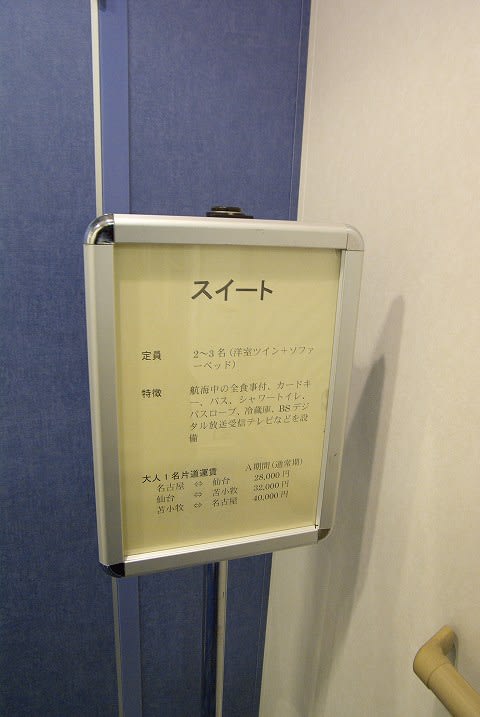 スイート
定員 2～3名（洋室ツイン＋ソファ
ーベッド）
特徴 航海中の全食事付、カードキ
ー、バス、シャワートイレ、
バスローブ、冷蔵庫、BSデジ
タル放送受信テレビなどを設
備
大人1名片道運賃 A期間（通常期）
名古屋 ⇔ 仙台 28,000円
仙台 ⇔ 苫小牧 32,000円
苫小牧 ⇔ 名古屋 40,000円